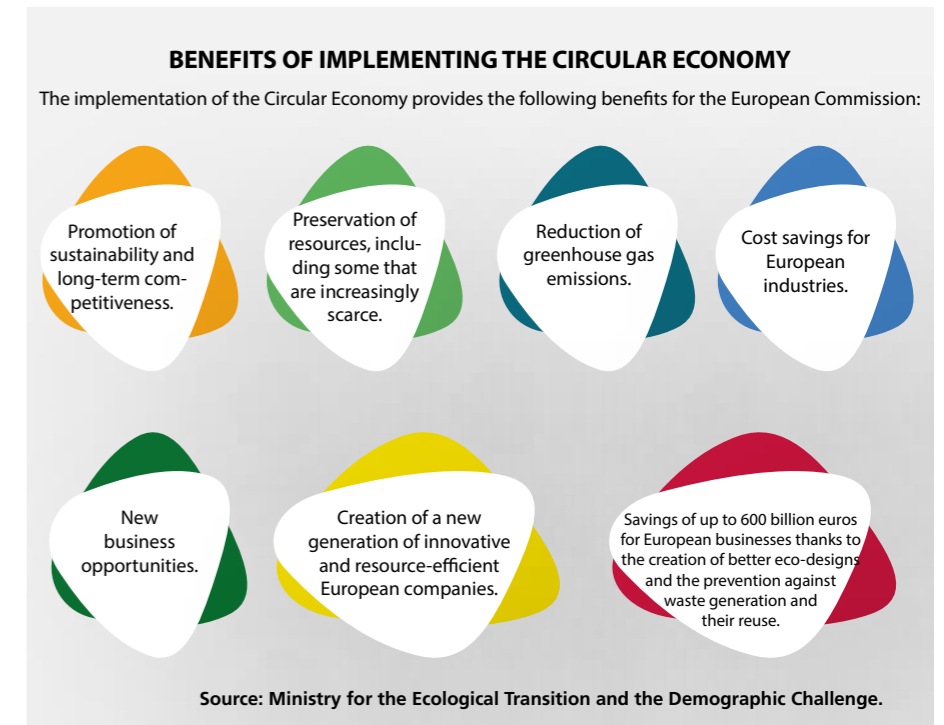 BENEFITS OF IMPLEMENTING THE CIRCULAR ECONOMY
The implementation of the Circular Economy provides the following benefits for the European Commission:
Promotion of
sustainability and
long-term com-
petitiveness.
Preservation of
resources, inclu-
ding some that
are increasingly
scarce.
Reduction of
greenhouse gas
emissions.
Cost savings for
European
industries.
New
business
opportunities.
Creation of a new
generation of innovative
and resource-efficient
European companies.
Savings of up to 600 billion euros
for European businesses thanks to
the creation of better eco-designs
and the prevention against
waste generation and
their reuse.
Source: Ministry for the Ecological Transition and the Demographic Challenge.